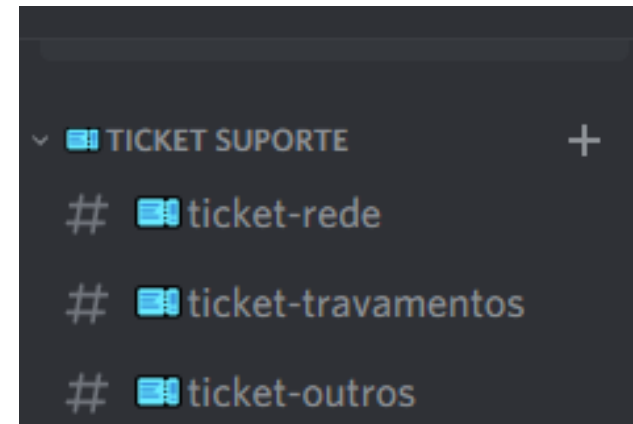 TICKET SUPORTE
# ticket-rede
# ticket-travamentos
# ticket-outros